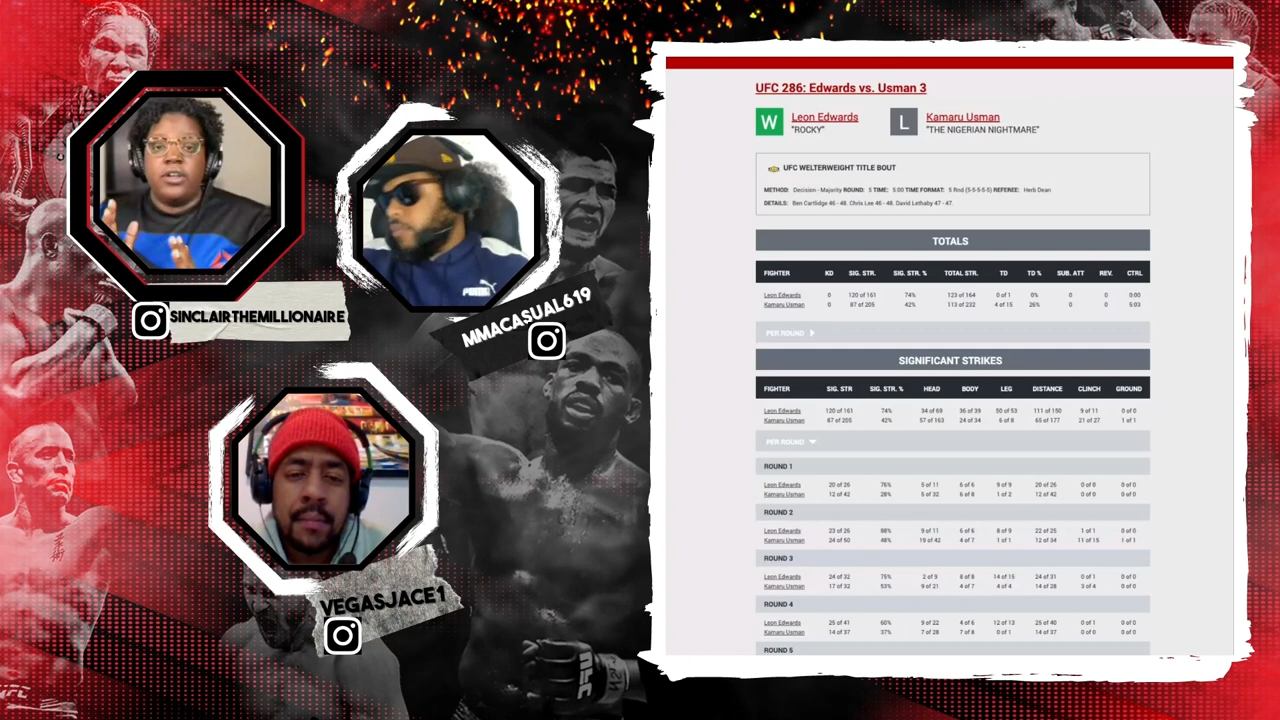 SINCLAIRTHEMILLIONAIRE
MMACASUAL619
VEGASJACE1
UFC 286: Edwards vs. Usman 3
W Leon Edwards L Kamaru Usman
"ROCKY" "THE NIGERIAN NIGHTMARE"
UFC WELTERWEIGHT TITLE BOUT
METHOD: Decision - Majority ROUND: 5 TIME: 5:00 TIME FORMAT: 5 Rnd (5-5-5-5-5) REFEREE: Herb Dean
DETAILS: Ben Cartlidge 46 - 48. Chris Lee 46 - 48. David Lethaby 47 - 47.
TOTALS
FIGHTER KD SIG. STR. SIG. STR. % TOTAL STR. TD TD % SUB. ATT REV. CTRL
Leon Edwards 0 120 of 161 74% 123 of 164 0 of 1 0% 0 0 0:00
Kamaru Usman 0 87 of 205 42% 113 of 232 4 of 15 26% 0 0 5:03
PER ROUND
SIGNIFICANT STRIKES
FIGHTER SIG. STR SIG. STR. % HEAD BODY LEG DISTANCE CLINCH GROUND
Leon Edwards 120 of 161 74% 34 of 69 36 of 39 50 of 53 111 of 150 9 of 11 0 of 0
Kamaru Usman 87 of 205 42% 57 of 163 24 of 34 6 of 8 65 of 177 21 of 27 1 of 1
PER ROUND
ROUND 1
Leon Edwards 20 of 26 76% 5 of 11 6 of 6 9 of 9 20 of 26 0 of 0 0 of 0
Kamaru Usman 12 of 42 28% 5 of 32 6 of 8 1 of 2 12 of 42 0 of 0 0 of 0
ROUND 2
Leon Edwards 23 of 26 88% 9 of 11 6 of 6 8 of 9 22 of 25 1 of 1 0 of 0
Kamaru Usman 24 of 50 48% 19 of 42 4 of 7 1 of 1 12 of 34 11 of 15 1 of 1
ROUND 3
Leon Edwards 24 of 32 75% 2 of 9 8 of 8 14 of 15 24 of 31 0 of 1 0 of 0
Kamaru Usman 17 of 32 53% 9 of 21 4 of 7 4 of 4 14 of 28 3 of 4 0 of 0
ROUND 4
Leon Edwards 25 of 41 60% 9 of 22 4 of 6 12 of 13 25 of 40 0 of 1 0 of 0
Kamaru Usman 14 of 37 37% 7 of 28 7 of 8 0 of 1 14 of 37 0 of 0 0 of 0
ROUND 5
UFC
UFC